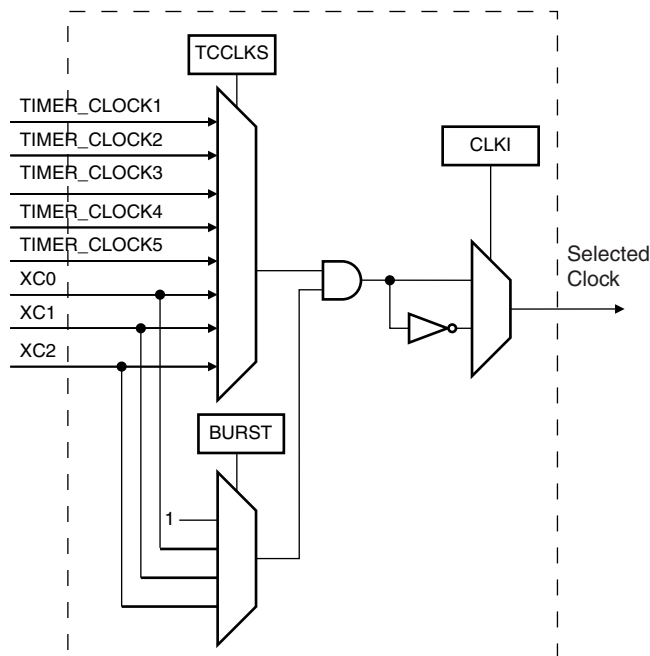 TCCLKS
TIMER_CLOCK1
TIMER_CLOCK2
TIMER_CLOCK3
TIMER_CLOCK4
TIMER_CLOCK5
XC0
XC1
XC2
CLKI
Selected
Clock
BURST
1